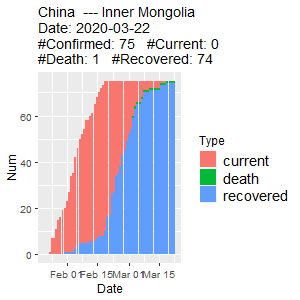 China  --- Inner Mongolia
Date: 2020-03-22
#Confirmed: 75   #Current: 0
#Death: 1   #Recovered: 74
Num
60
40
20
0
Feb 01 Feb 15 Mar 01 Mar 15
Date
Type
current
death
recovered